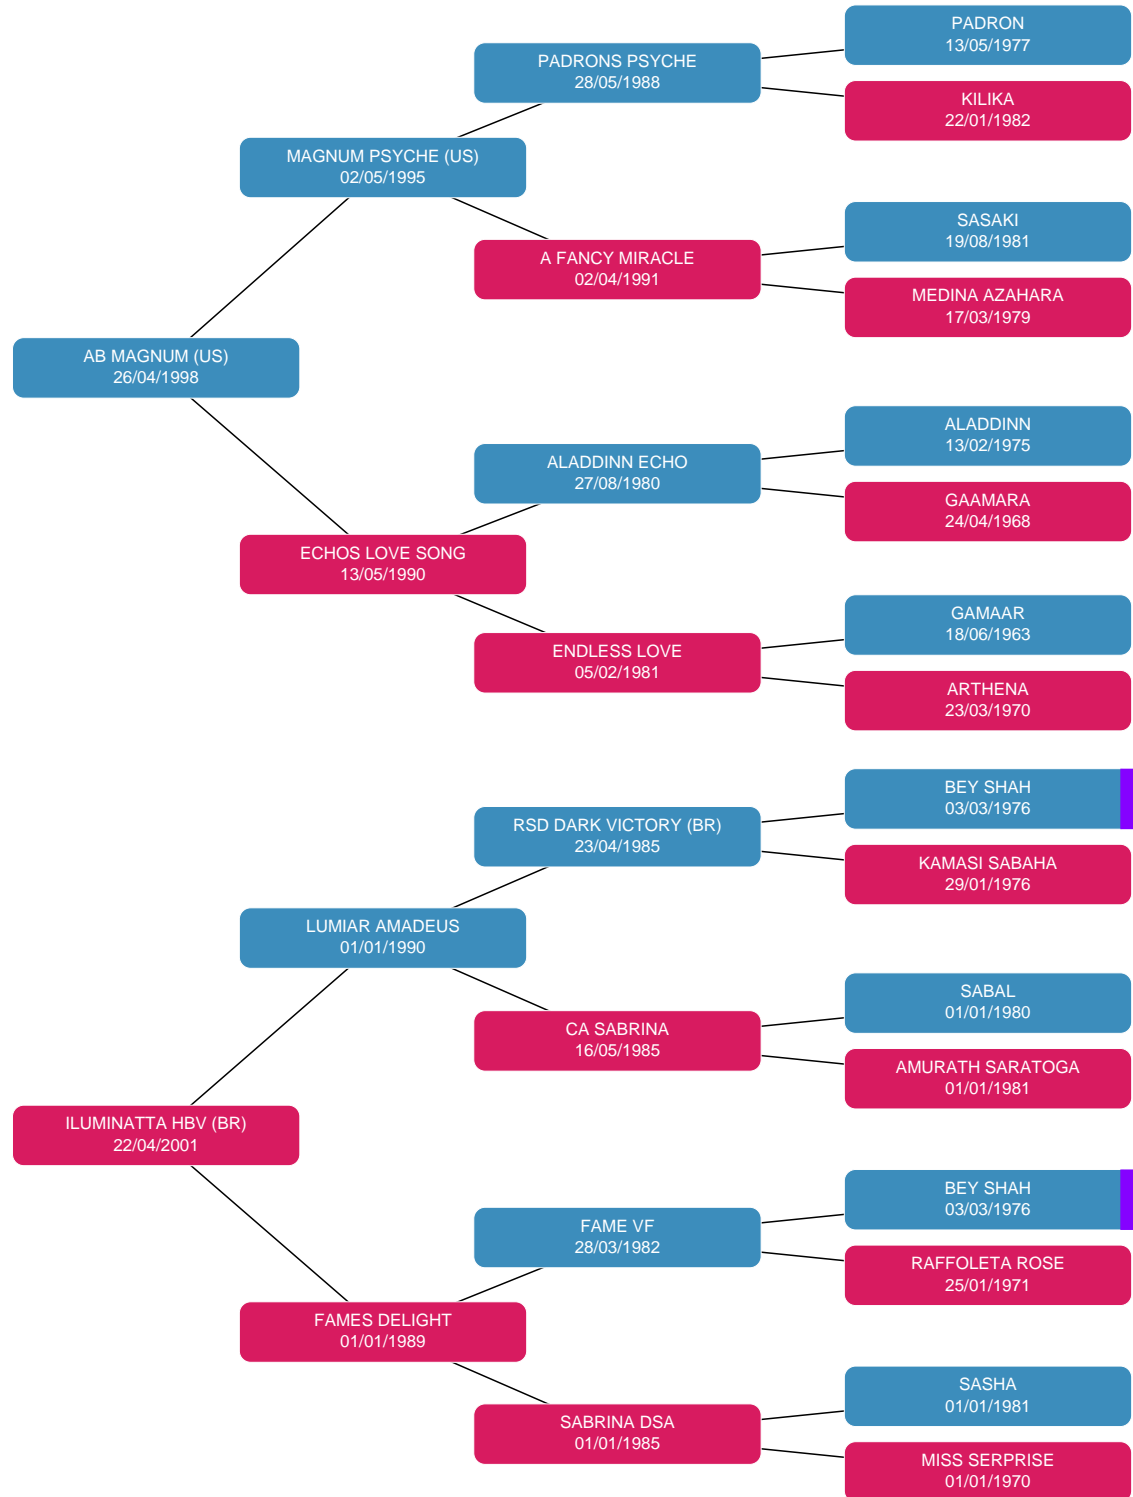 PADRON
13/05/1977
PADRONS PSYCHE
28/05/1988
KILIKA
22/01/1982
MAGNUM PSYCHE (US)
02/05/1995
SASAKI
19/08/1981
A FANCY MIRACLE
02/04/1991
MEDINA AZAHARA
17/03/1979
AB MAGNUM (US)
26/04/1998
ALADDINN
13/02/1975
ALADDINN ECHO
27/08/1980
GAAMARA
24/04/1968
ECHOS LOVE SONG
13/05/1990
GAMAAR
18/06/1963
ENDLESS LOVE
05/02/1981
ARTHENA
23/03/1970
BEY SHAH
03/03/1976
RSD DARK VICTORY (BR)
23/04/1985
KAMASI SABAHA
29/01/1976
LUMIAR AMADEUS
01/01/1990
SABAL
01/01/1980
CA SABRINA
16/05/1985
AMURATH SARATOGA
01/01/1981
ILUMINATTA HBV (BR)
22/04/2001
BEY SHAH
03/03/1976
FAME VF
28/03/1982
RAFFOLETA ROSE
25/01/1971
FAMES DELIGHT
01/01/1989
SASHA
01/01/1981
SABRINA DSA
01/01/1985
MISS SERPRISE
01/01/1970